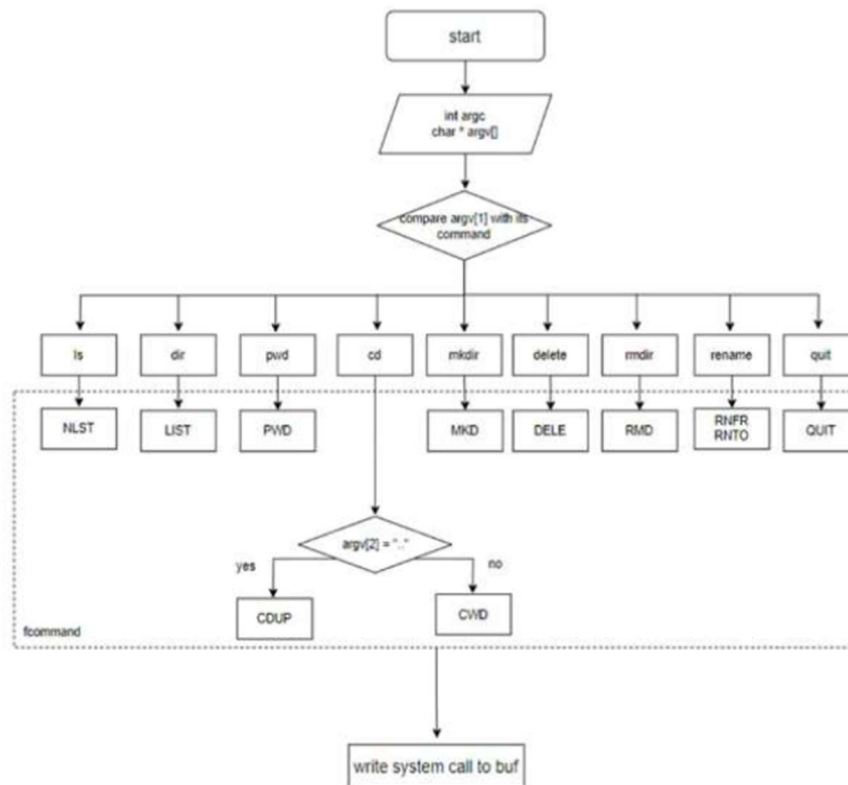 start
int argc
char * argv[]
compare argv[1] with its
command
ls
dir
pwd
cd
mkdir
delete
rmdir
rename
quit
NLST
LIST
PWD
MKD
DELE
RMD
RNFR
RNTO
QUIT
argv[2] = ".."
yes
no
CDUP
CWD
fcommand
write system call to buf